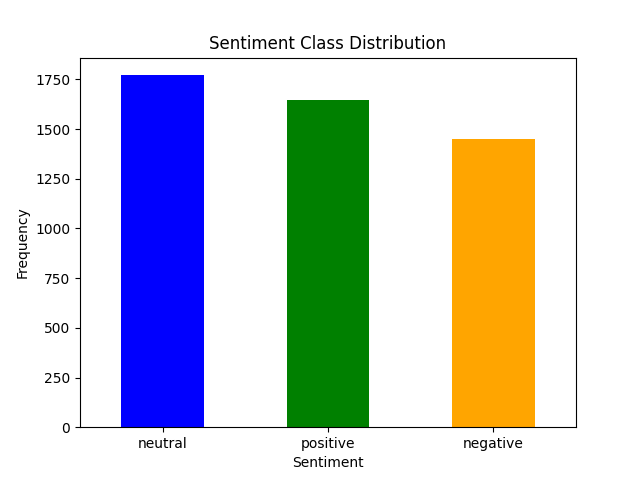 Sentiment Class Distribution
Frequency
1750
1500
1250
1000
750
500
250
0
neutral positive negative
Sentiment